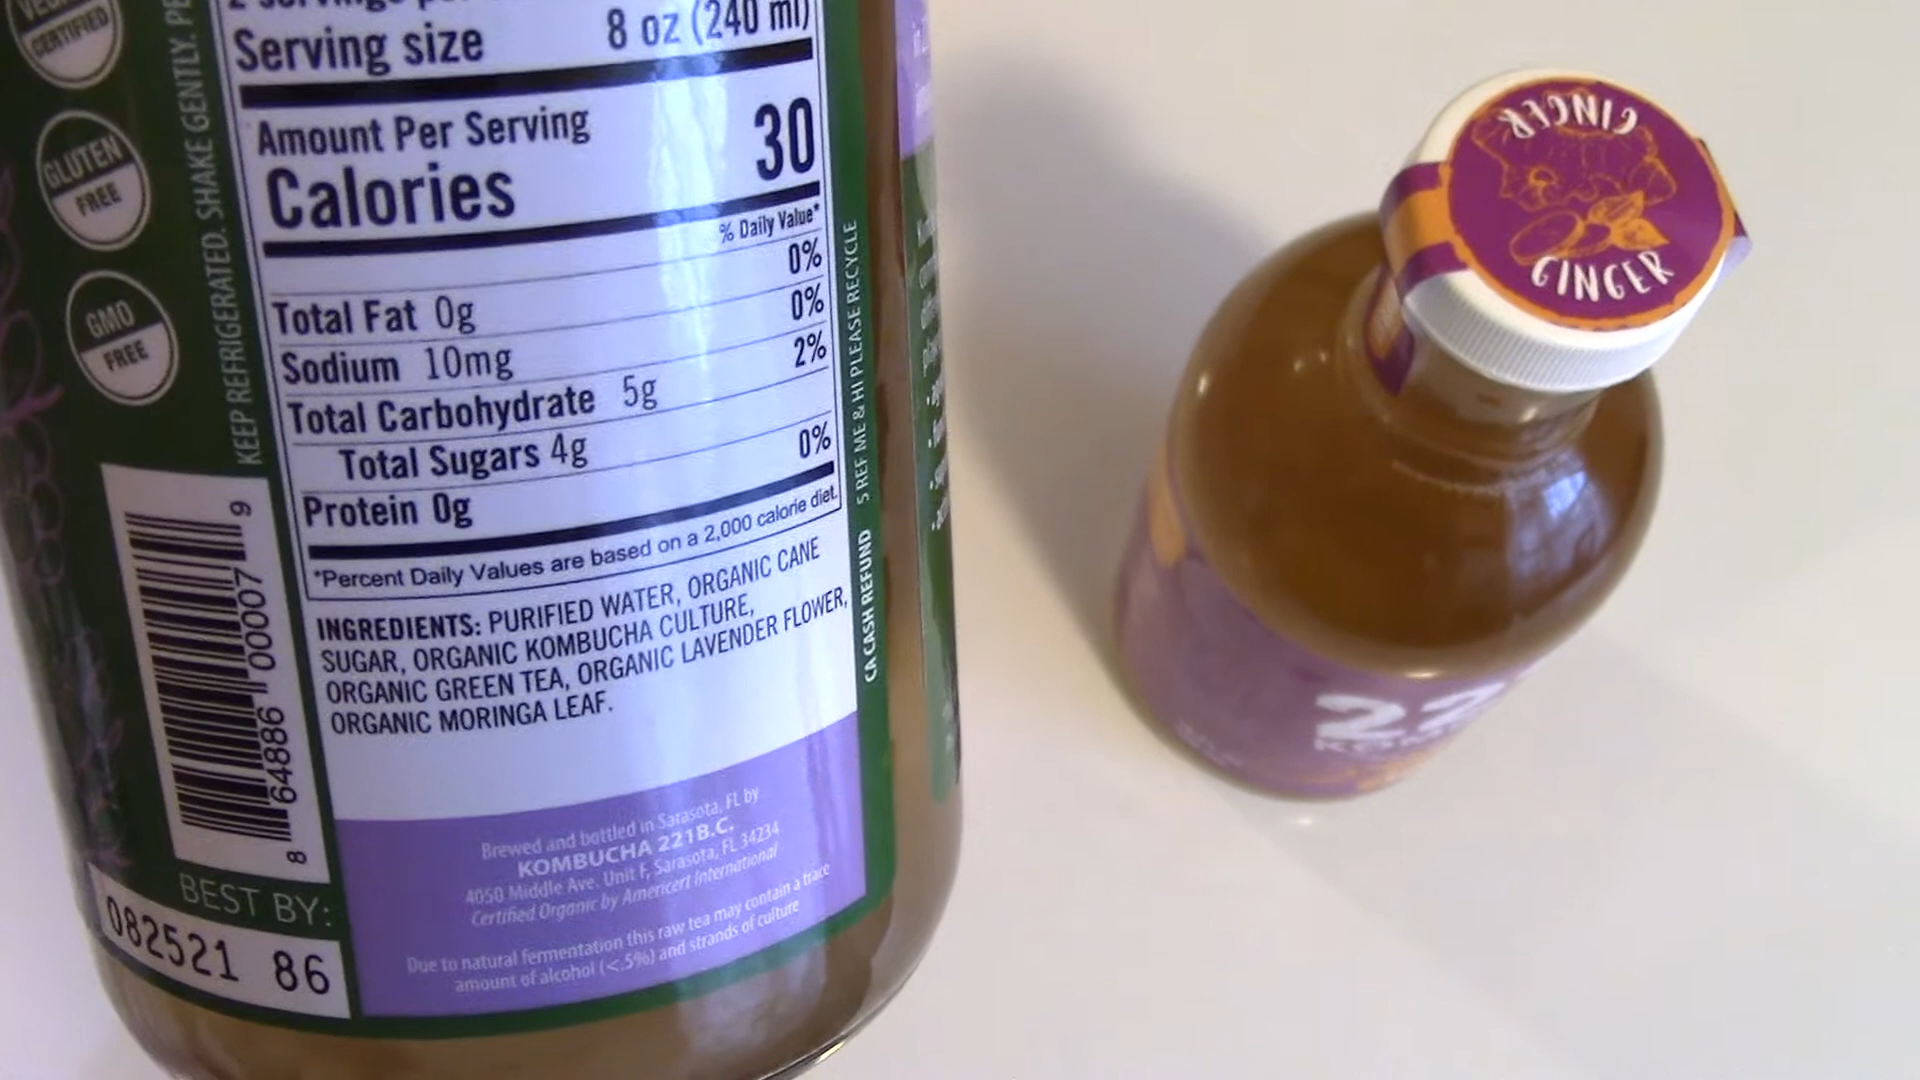 CERTIFIED
GLUTEN
FREE
GMO
FREE
KEEP REFRIGERATED. SHAKE GENTLY.
2 servings
Serving size 8 oz (240 ml)
Amount Per Serving
Calories 30
% Daily Value*
0%
Total Fat 0g
0%
Sodium 10mg
2%
Total Carbohydrate 5g
Total Sugars 4g
0%
Protein 0g
*Percent Daily Values are based on a 2,000 calorie diet.
INGREDIENTS: PURIFIED WATER, ORGANIC CANE
SUGAR, ORGANIC KOMBUCHA CULTURE,
ORGANIC GREEN TEA, ORGANIC LAVENDER FLOWER,
ORGANIC MORINGA LEAF.
CA CASH REFUND 5 REF ME & HI PLEASE RECYCLE
Brewed and bottled in Sarasota, FL by
KOMBUCHA 221B.C.
4050 Middle Ave. Unit F, Sarasota, FL 34234
Certified Organic by Americert International
Due to natural fermentation this raw tea may contain a trace
amount of alcohol (<.5%) and strands of culture
8 64886 00007 9
BEST BY:
082521 86
GINGER
GINGER
22